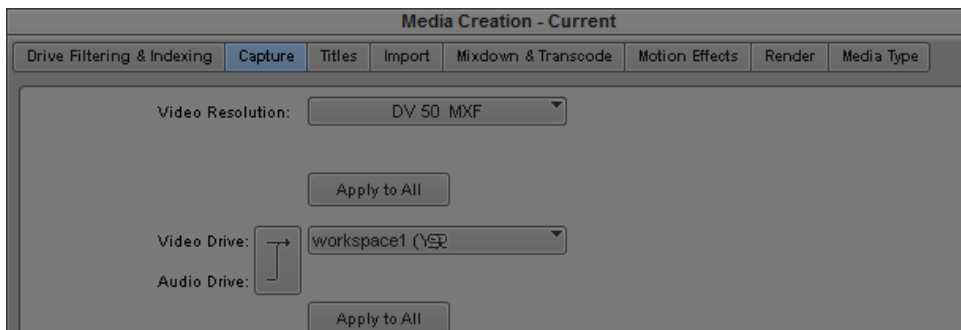 Media Creation - Current
Drive Filtering & Indexing Capture Titles Import Mixdown & Transcode Motion Effects Render Media Type
Video Resolution: DV 50 MXF
Apply to All
Video Drive: workspace1
Audio Drive:
Apply to All